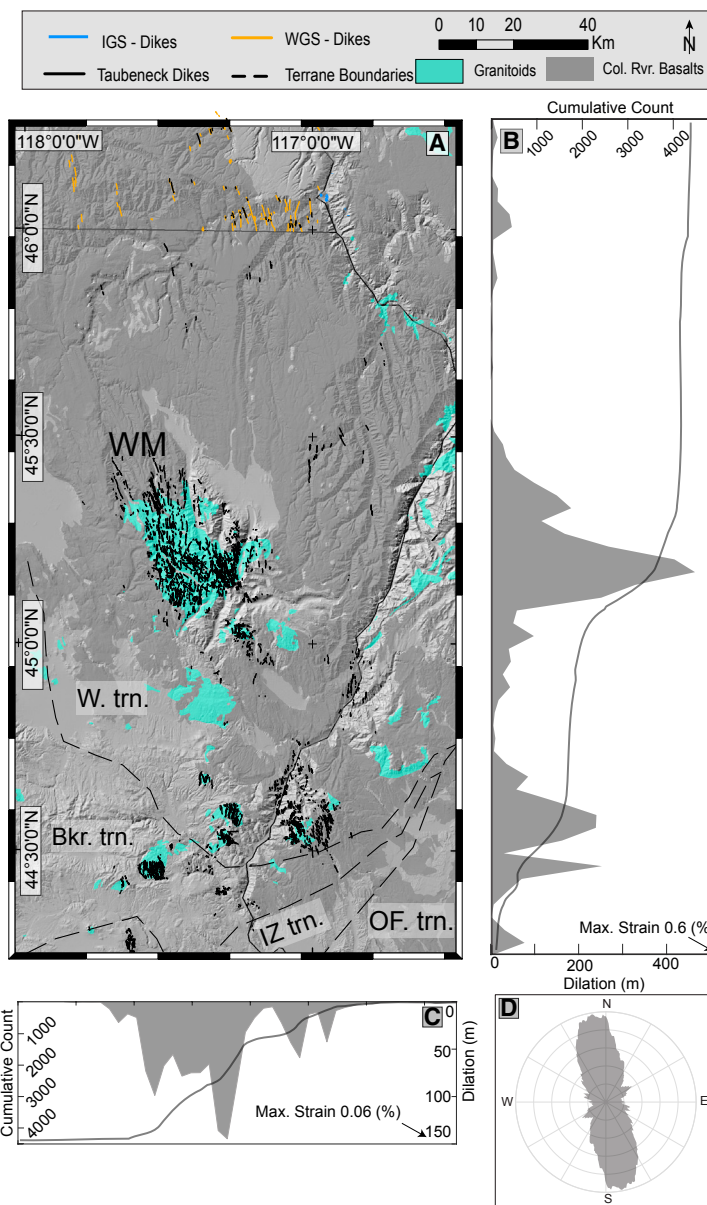 IGS - Dikes
WGS - Dikes
0 10 20 40
Km
N
Taubeneck Dikes
Terrane Boundaries
Granitoids
Col. Rvr. Basalts
118°0'0"W
117°0'0"W
A
46°0'0"N
45°30'0"N
45°0'0"N
44°30'0"N
WM
W. trn.
Bkr. trn.
IZ trn.
OF. trn.
Cumulative Count
B
1000 2000 3000 4000
Max. Strain 0.6 (%
0 200 400
Dilation (m)
Cumulative Count
1000
2000
3000
4000
C
0
50
100
150
Dilation (m)
Max. Strain 0.06 (%)
D
N
W
E
S